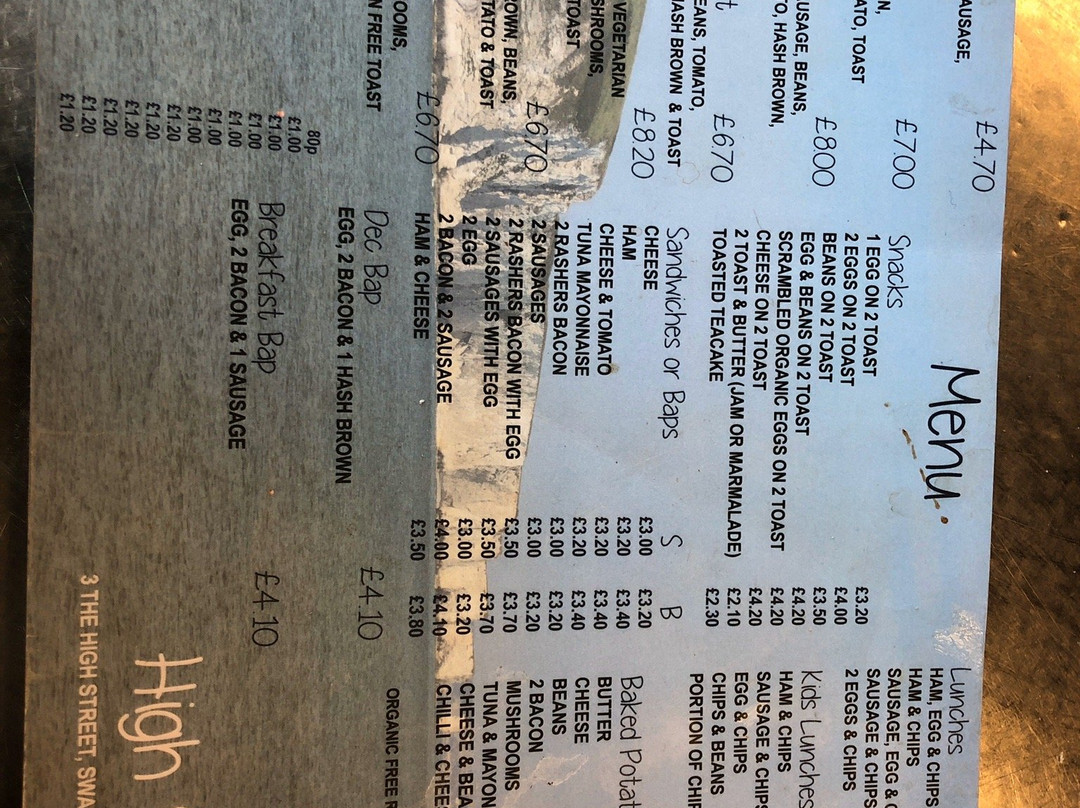 Menu
£4.70
AUSAGE,
£7.00
N,
ATO, TOAST
£8.00
USAGE, BEANS,
TO, HASH BROWN,
£6.70
EANS, TOMATO,
HASH BROWN & TOAST
£8.20
VEGETARIAN
SHROOMS,
TOAST
£6.70
OWN, BEANS,
TATO & TOAST
£6.70
OOMS,
N FREE TOAST
80p
£1.00
£1.00
£1.00
£1.00
£1.00
£1.00
£1.20
£1.20
£1.20
£1.20
£1.20
£1.20
Snacks
1 EGG ON 2 TOAST £3.20
2 EGGS ON 2 TOAST £4.00
BEANS ON 2 TOAST £3.50
EGG & BEANS ON 2 TOAST £4.20
SCRAMBLED ORGANIC EGGS ON 2 TOAST £4.20
CHEESE ON 2 TOAST £4.20
2 TOAST & BUTTER (JAM OR MARMALADE) £2.10
TOASTED TEACAKE £2.30
Sandwiches or Baps S B
CHEESE £3.00 £3.20
HAM £3.20 £3.40
CHEESE & TOMATO £3.20 £3.40
TUNA MAYONNAISE £3.20 £3.40
2 RASHERS BACON £3.00 £3.20
2 SAUSAGES £3.00 £3.20
2 RASHERS BACON WITH EGG £3.50 £3.70
2 SAUSAGES WITH EGG £3.50 £3.70
2 EGG £3.00 £3.20
2 BACON & 2 SAUSAGE £4.00 £4.10
HAM & CHEESE £3.50 £3.80
Dec Bap £4.10
EGG, 2 BACON & 1 HASH BROWN
Breakfast Bap £4.10
EGG, 2 BACON & 1 SAUSAGE
Lunches
HAM, EGG & CHIPS
HAM & CHIPS
SAUSAGE, EGG & C
SAUSAGE & CHIPS
2 EGGS & CHIPS
Kids Lunches
HAM & CHIPS
SAUSAGE & CHIPS
EGG & CHIPS
CHIPS & BEANS
PORTION OF CHIP
Baked Potat
BUTTER
CHEESE
BEANS
2 BACON
MUSHROOMS
TUNA & MAYON
CHEESE & BEA
CHILLI & CHEE
ORGANIC FREE R
High
3 THE HIGH STREET, SWA